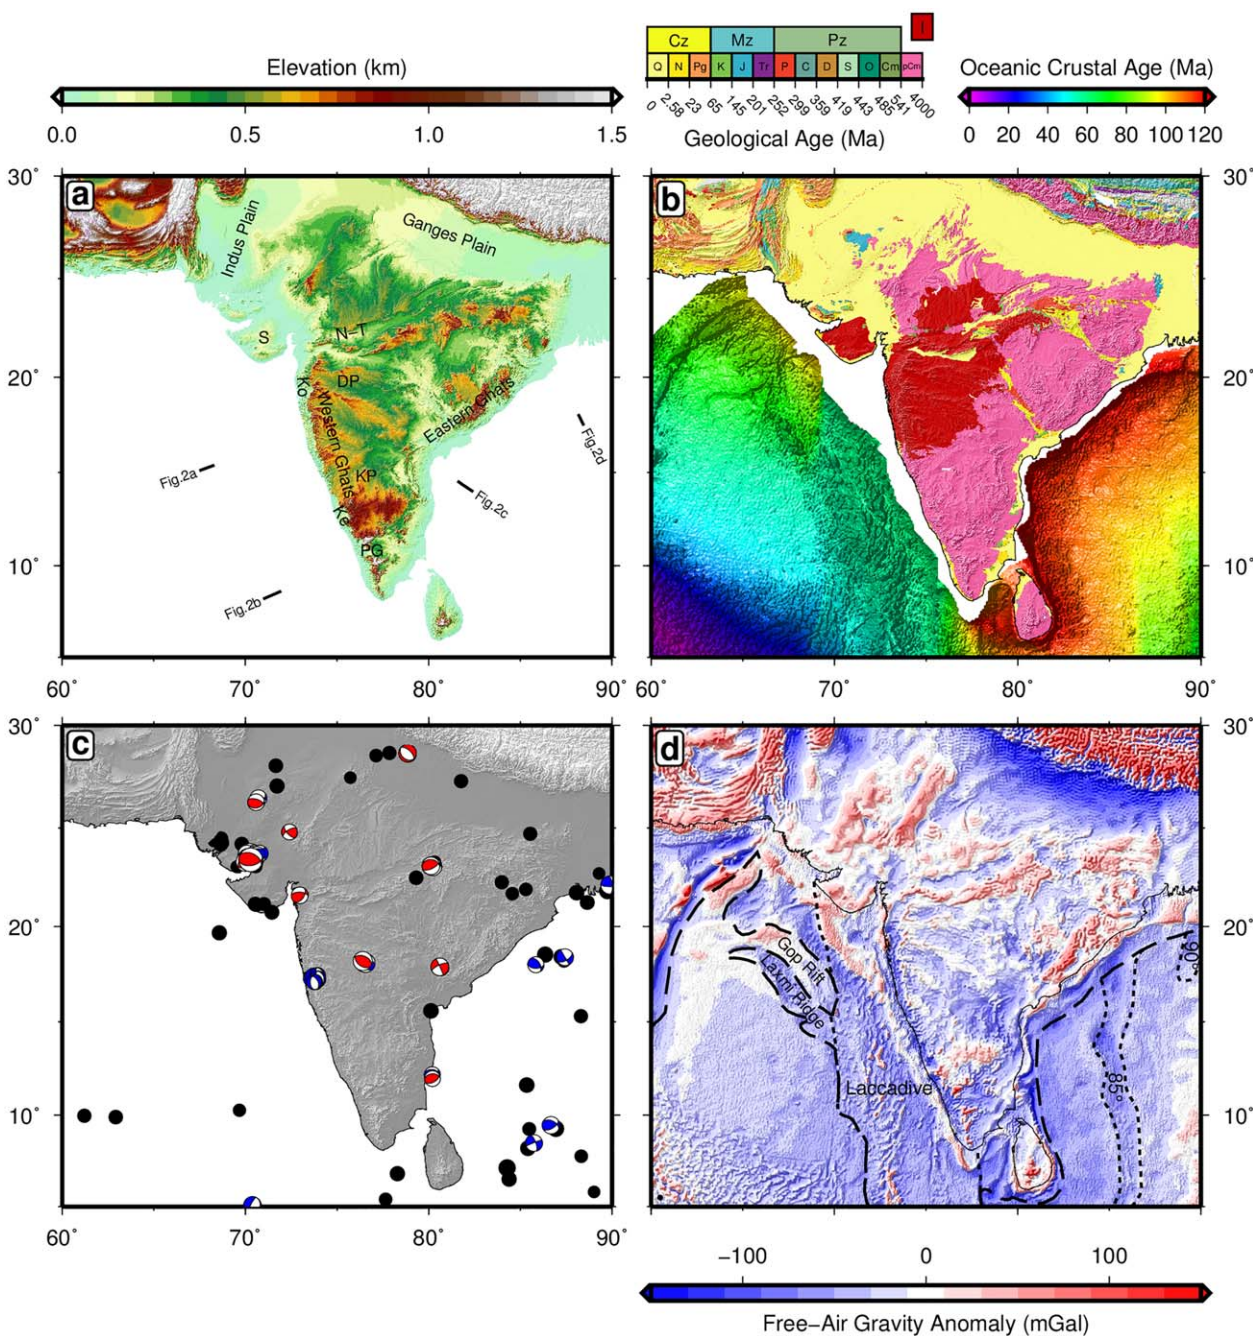 Elevation (km)
0.0 0.5 1.0 1.5
I
Cz Mz Pz
Q N Pg K J Tr P C D S O Cm pCm
0 2.58 23 65 145 201 252 299 359 419 443 485 541 4000
Geological Age (Ma)
Oceanic Crustal Age (Ma)
0 20 40 60 80 100 120
a
30°
20°
10°
60° 70° 80° 90°
Indus Plain
Ganges Plain
S
N-T
DP
Ko
Western Ghats
Eastern Ghats
KP
Ke
PG
Fig.2a
Fig.2b
Fig.2c
Fig.2d
b
30°
20°
10°
60° 70° 80° 90°
c
30°
20°
10°
60° 70° 80° 90°
d
30°
20°
10°
Gop Rift
Laxmi Ridge
Laccadive
85°
90°
−100 0 100
Free−Air Gravity Anomaly (mGal)